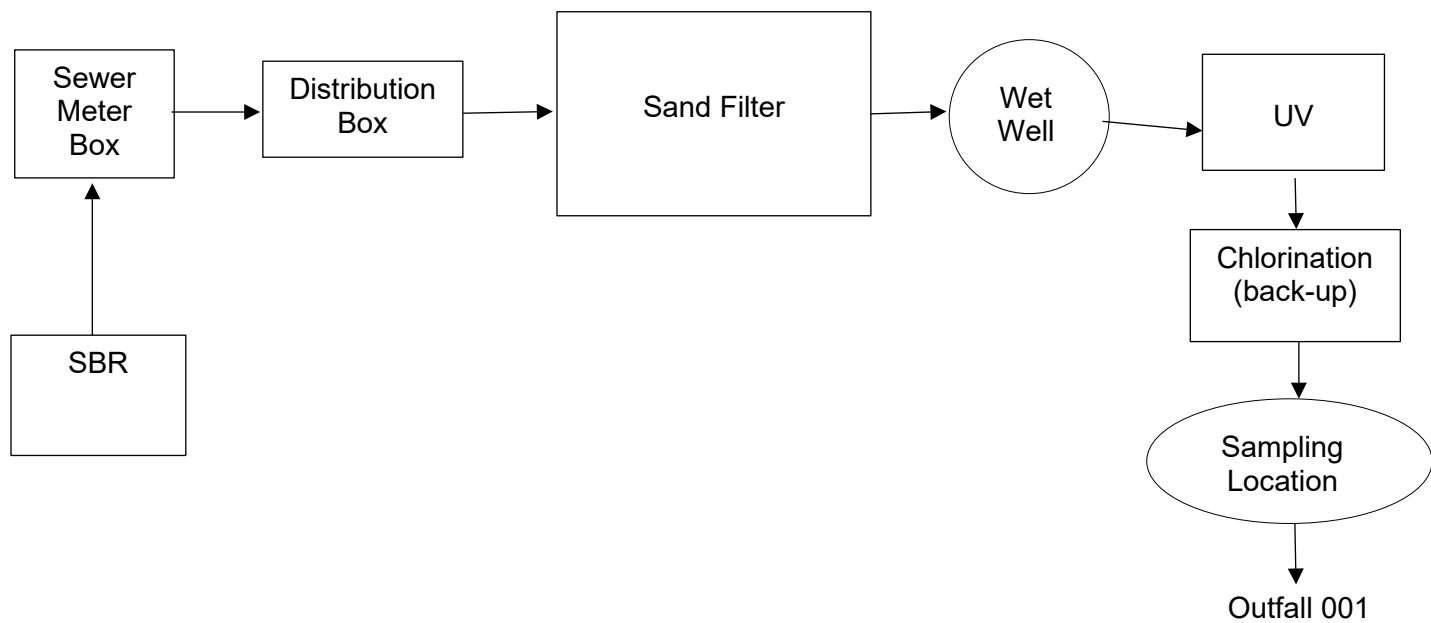 Sewer
Meter
Box
Distribution
Box
Sand Filter
Wet
Well
UV
Chlorination
(back-up)
SBR
Sampling
Location
Outfall 001